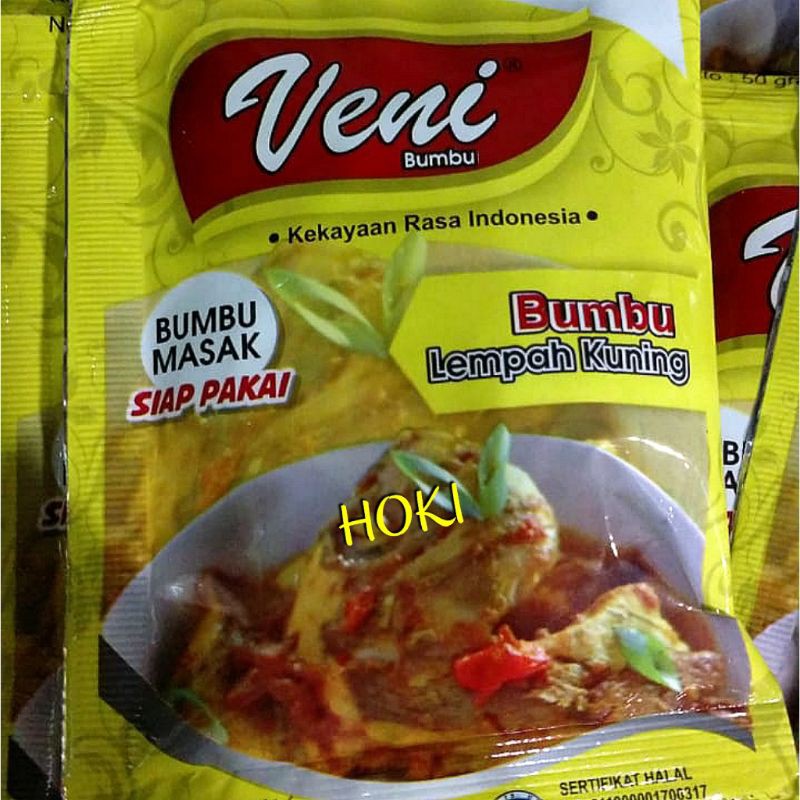 Veni®
Bumbu
• Kekayaan Rasa Indonesia •
BUMBU
MASAK
SIAP PAKAI
Bumbu
Lempah Kuning
HOKI
SERTIFIKAT HALAL